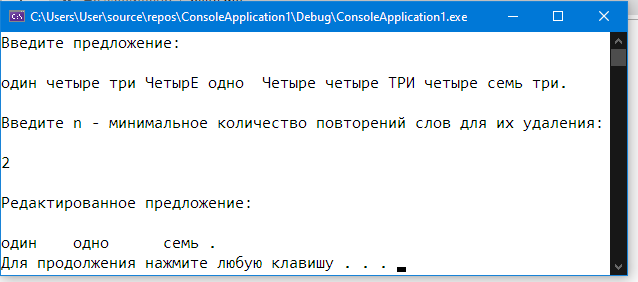 C:\Users\User\source\repos\ConsoleApplication1\Debug\ConsoleApplication1.exe
Введите предложение:
один четыре три ЧетырЕ одно  Четыре четыре ТРИ четыре семь три.
Введите n - минимальное количество повторений слов для их удаления:
2
Редактированное предложение:
один    одно      семь .
Для продолжения нажмите любую клавишу . . .